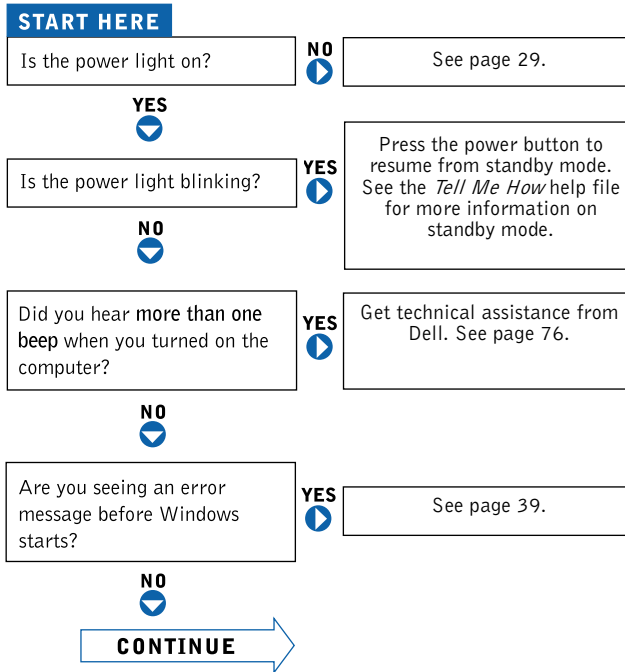 START HERE
Is the power light on?
NO
See page 29.
YES
Is the power light blinking?
YES
Press the power button to
resume from standby mode.
See the Tell Me How help file
for more information on
standby mode.
NO
Did you hear more than one
beep when you turned on the
computer?
YES
Get technical assistance from
Dell. See page 76.
NO
Are you seeing an error
message before Windows
starts?
YES
See page 39.
NO
CONTINUE